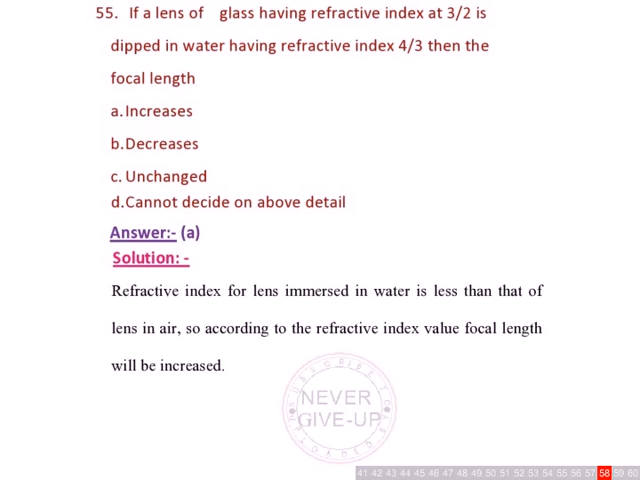 55. If a lens of glass having refractive index at 3/2 is
dipped in water having refractive index 4/3 then the
focal length
a.Increases
b.Decreases
c. Unchanged
d.Cannot decide on above detail
Answer:- (a)
Solution: -
Refractive index for lens immersed in water is less than that of
lens in air, so according to the refractive index value focal length
will be increased.
NEVER
GIVE-UP
41 42 43 44 45 46 47 48 49 50 51 52 53 54 55 56 57 58 59 60